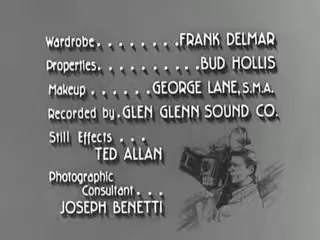 Wardrobe........FRANK DELMAR
Properties..........BUD HOLLIS
Makeup ......GEORGE LANE, S.M.A.
Recorded by.GLEN GLENN SOUND CO.
Still Effects ...
TED ALLAN
Photographic
Consultant...
JOSEPH BENETTI